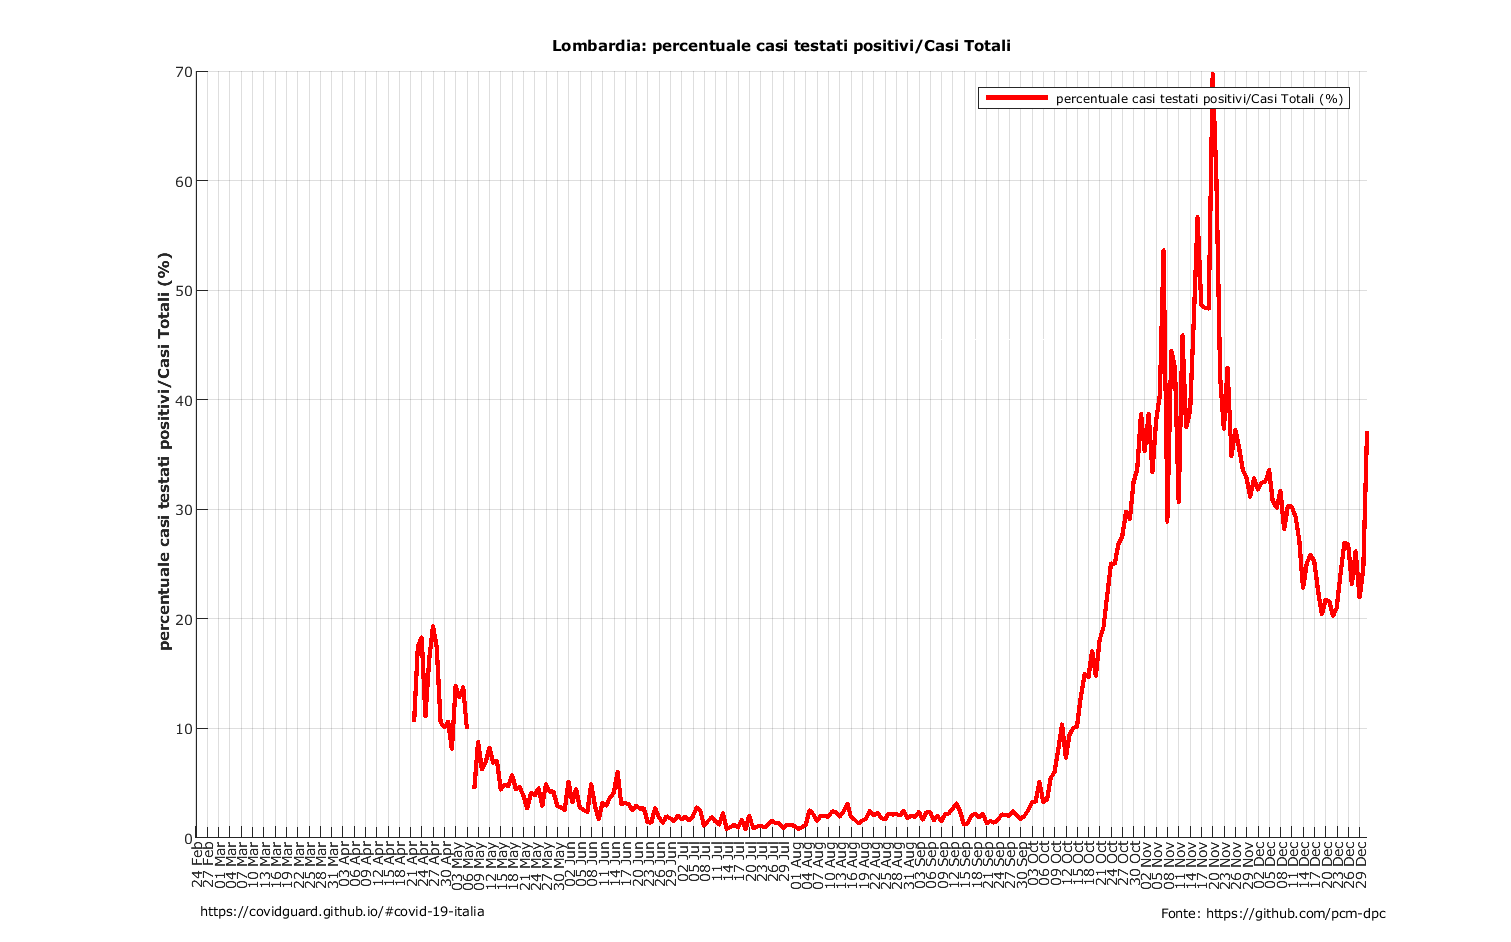 Lombardia: percentuale casi testati positivi/Casi Totali
percentuale casi testati positivi/Casi Totali (%)
percentuale casi testati positivi/Casi Totali (%)
70
60
50
40
30
20
10
0
24 Feb
27 Feb
01 Mar
04 Mar
07 Mar
10 Mar
13 Mar
16 Mar
19 Mar
22 Mar
25 Mar
28 Mar
31 Mar
03 Apr
06 Apr
09 Apr
12 Apr
15 Apr
18 Apr
21 Apr
24 Apr
27 Apr
30 Apr
03 May
06 May
09 May
12 May
15 May
18 May
21 May
24 May
27 May
30 May
02 Jun
05 Jun
08 Jun
11 Jun
14 Jun
17 Jun
20 Jun
23 Jun
26 Jun
29 Jun
02 Jul
05 Jul
08 Jul
11 Jul
14 Jul
17 Jul
20 Jul
23 Jul
26 Jul
29 Jul
01 Aug
04 Aug
07 Aug
10 Aug
13 Aug
16 Aug
19 Aug
22 Aug
25 Aug
28 Aug
31 Aug
03 Sep
06 Sep
09 Sep
12 Sep
15 Sep
18 Sep
21 Sep
24 Sep
27 Sep
30 Sep
03 Oct
06 Oct
09 Oct
12 Oct
15 Oct
18 Oct
21 Oct
24 Oct
27 Oct
30 Oct
02 Nov
05 Nov
08 Nov
11 Nov
14 Nov
17 Nov
20 Nov
23 Nov
26 Nov
29 Nov
02 Dec
05 Dec
08 Dec
11 Dec
14 Dec
17 Dec
20 Dec
23 Dec
26 Dec
29 Dec
https://covidguard.github.io/#covid-19-italia
Fonte: https://github.com/pcm-dpc